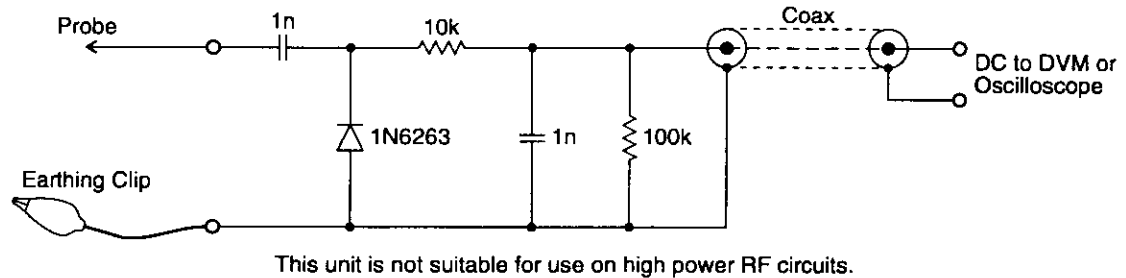 Probe
1n
10k
Coax
DC to DVM or
Oscilloscope
1N6263
1n
100k
Earthing Clip
This unit is not suitable for use on high power RF circuits.